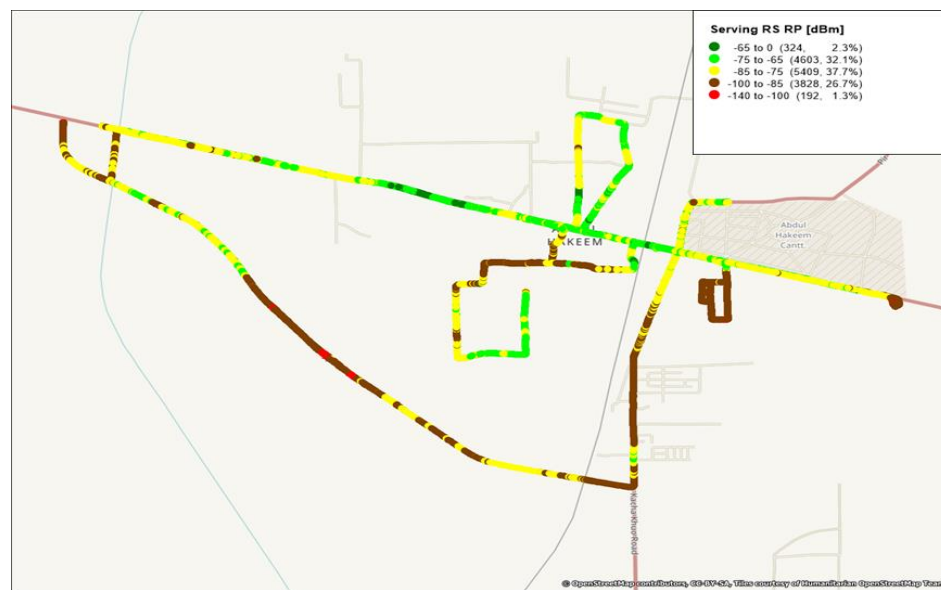 Serving RS RP [dBm]
-65 to 0 (324, 2.3%)
-75 to -65 (4603, 32.1%)
-85 to -75 (5409, 37.7%)
-100 to -85 (3828, 26.7%)
-140 to -100 (192, 1.3%)
HAKEEM
Abdul
Hakeem
Cantt.
© OpenStreetMap contributors, CC-BY-SA, Tiles courtesy of Humanitarian OpenStreetMap Team